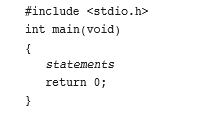 #include <stdio.h>
int main(void)
{
statements
return 0;
}